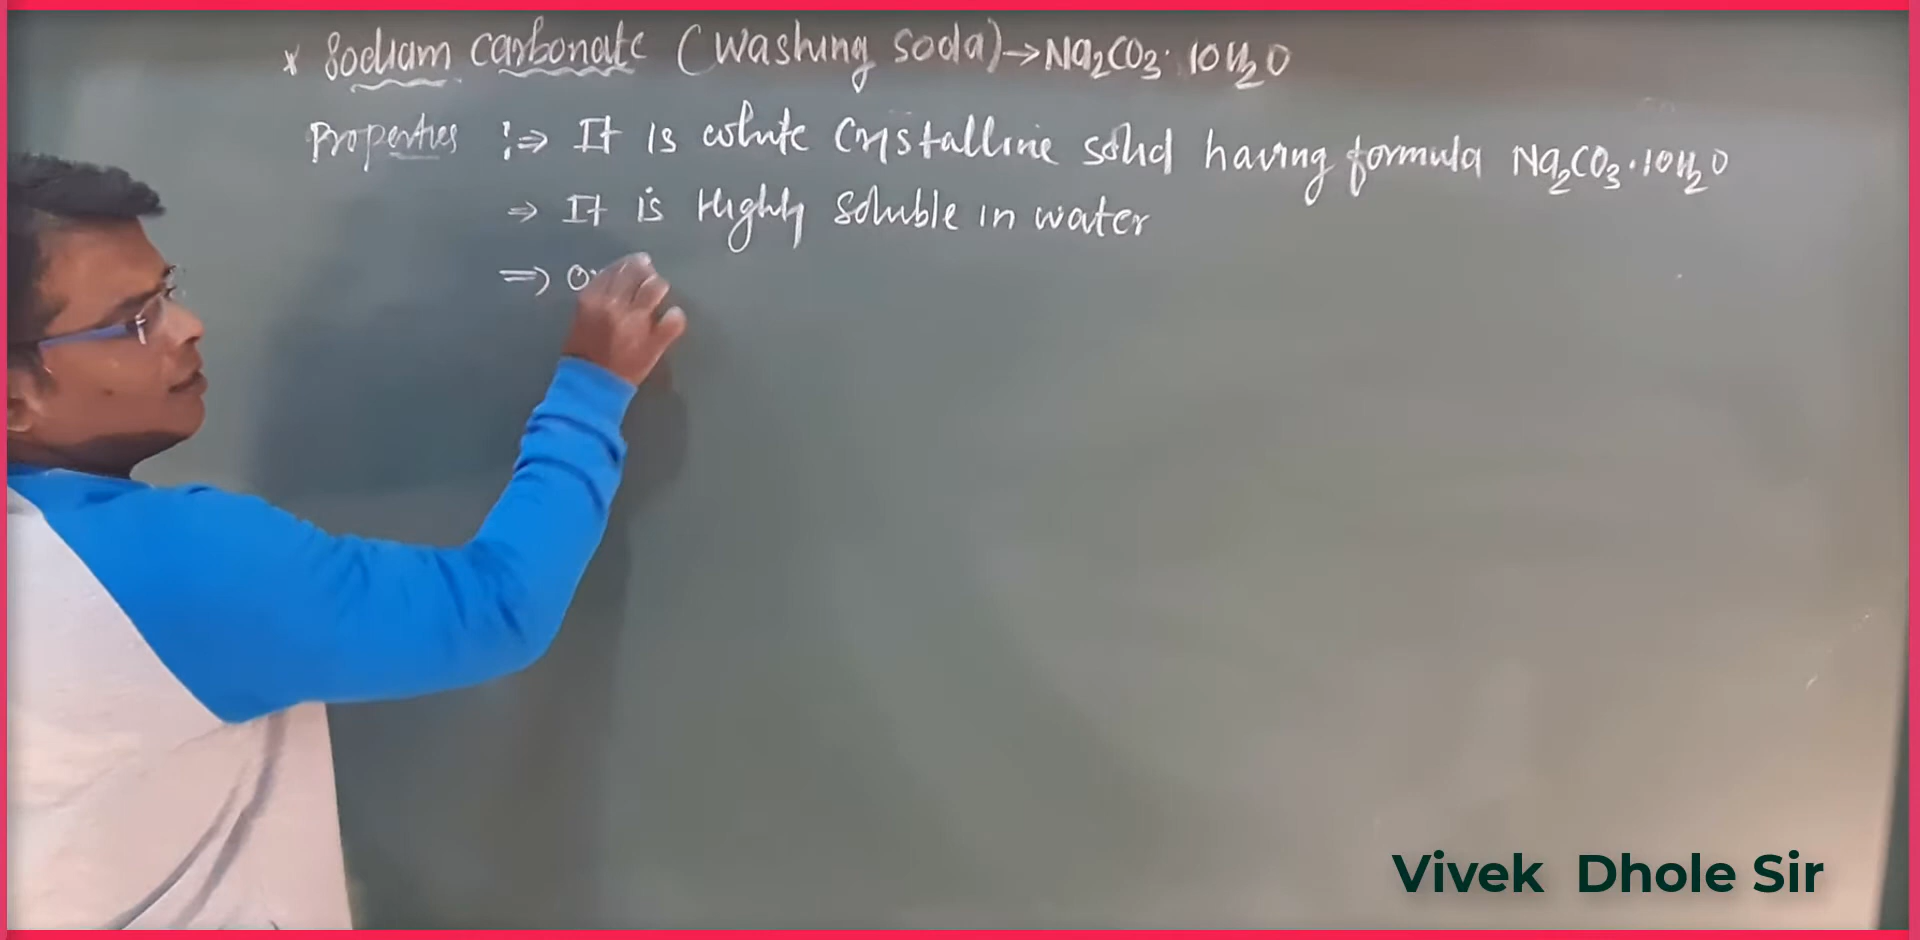 * Sodium carbonate (washing soda) → Na₂CO₃· 10H₂O
Properties :⇒ It is white crystalline solid having formula Na₂CO₃·10H₂O
⇒ It is Highly soluble in water
⇒
Vivek Dhole Sir